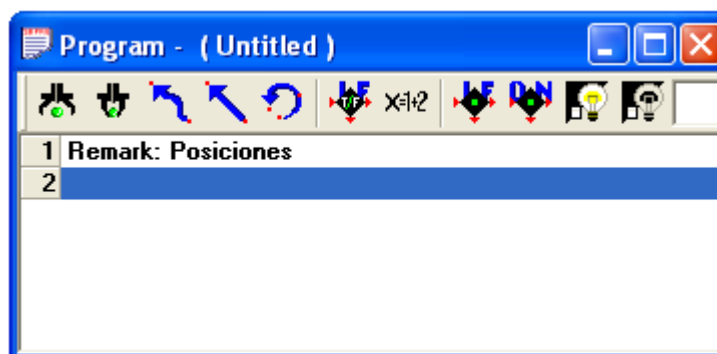 Program - ( Untitled )
IF X=1+2 IF ON
1 Remark: Posiciones
2